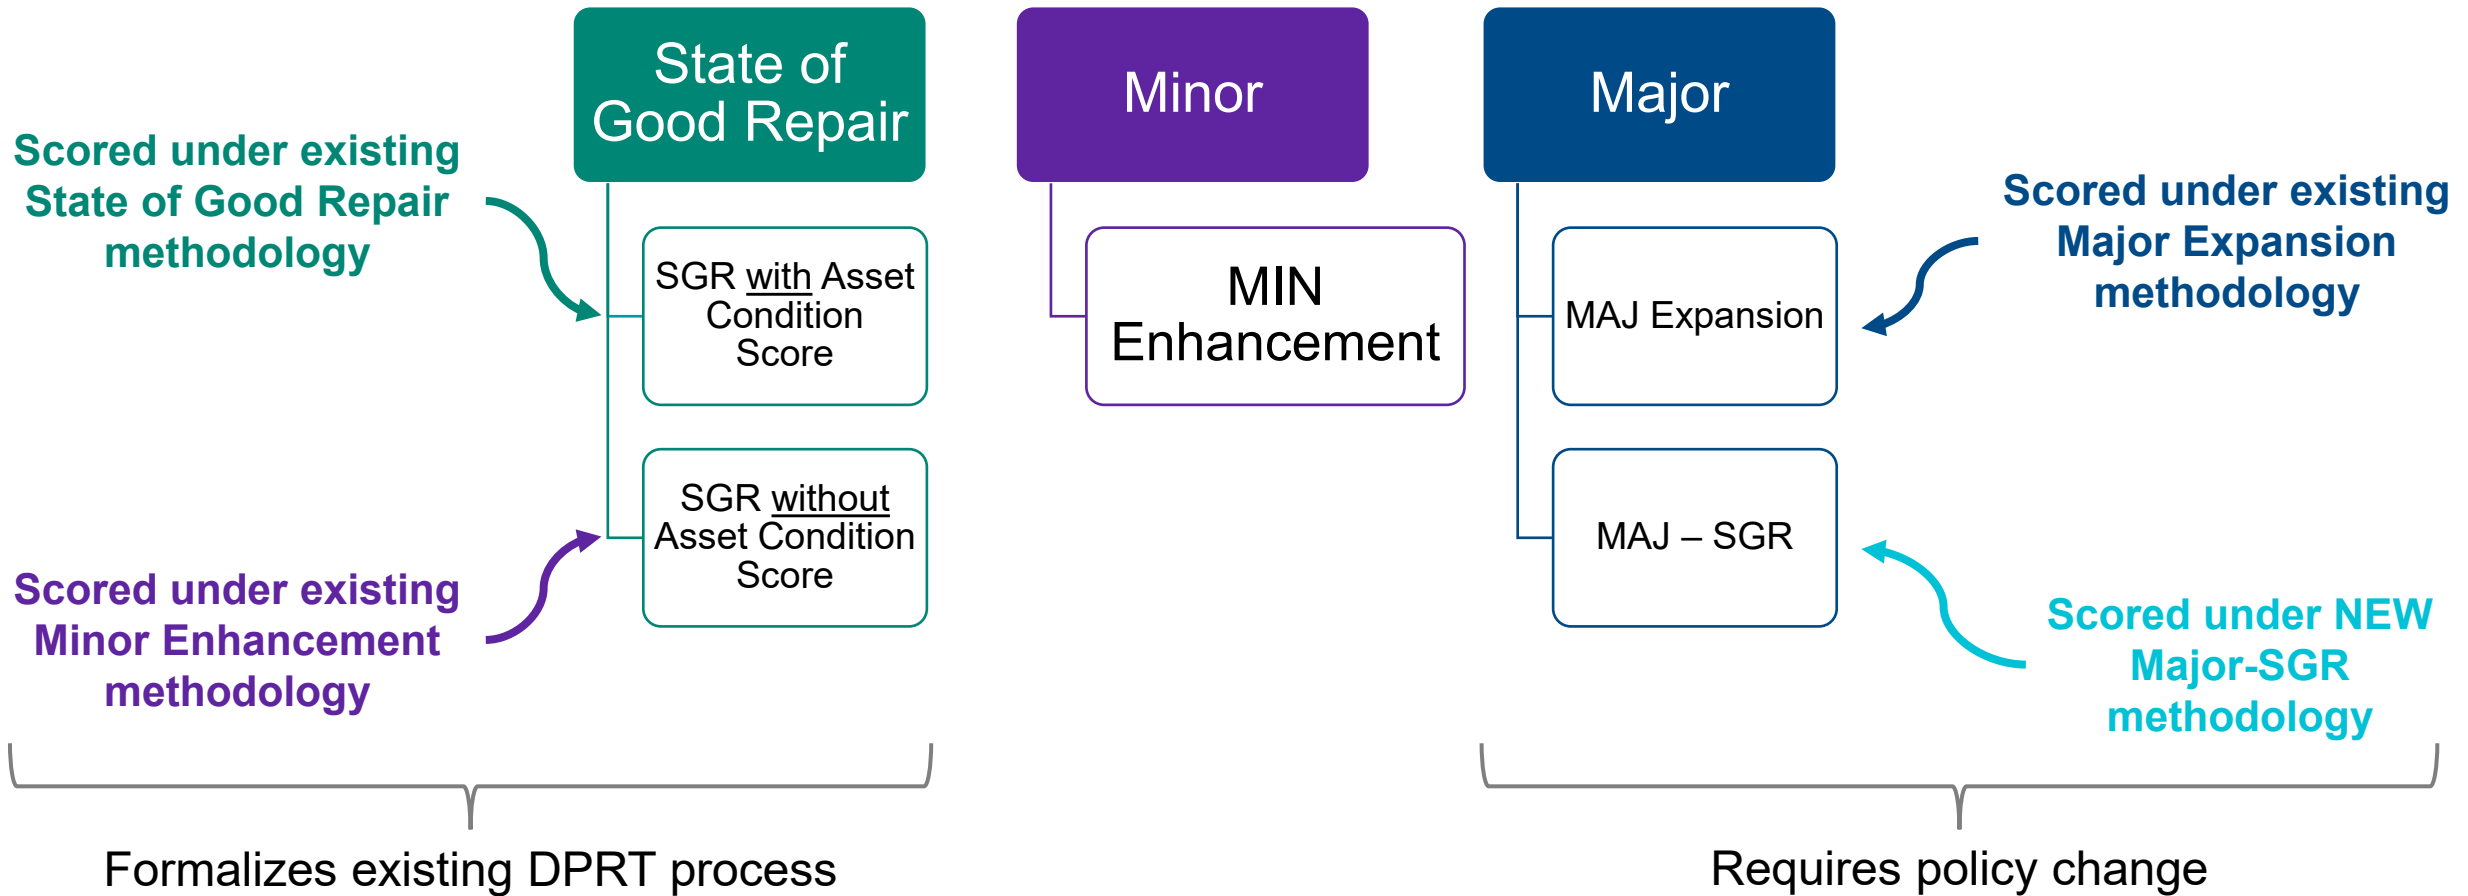 State of
Good Repair
Minor
Major
Scored under existing
State of Good Repair
methodology
SGR with Asset
Condition
Score
MIN
Enhancement
MAJ Expansion
Scored under existing
Major Expansion
methodology
SGR without
Asset Condition
Score
MAJ – SGR
Scored under existing
Minor Enhancement
methodology
Scored under NEW
Major-SGR
methodology
Formalizes existing DPRT process
Requires policy change